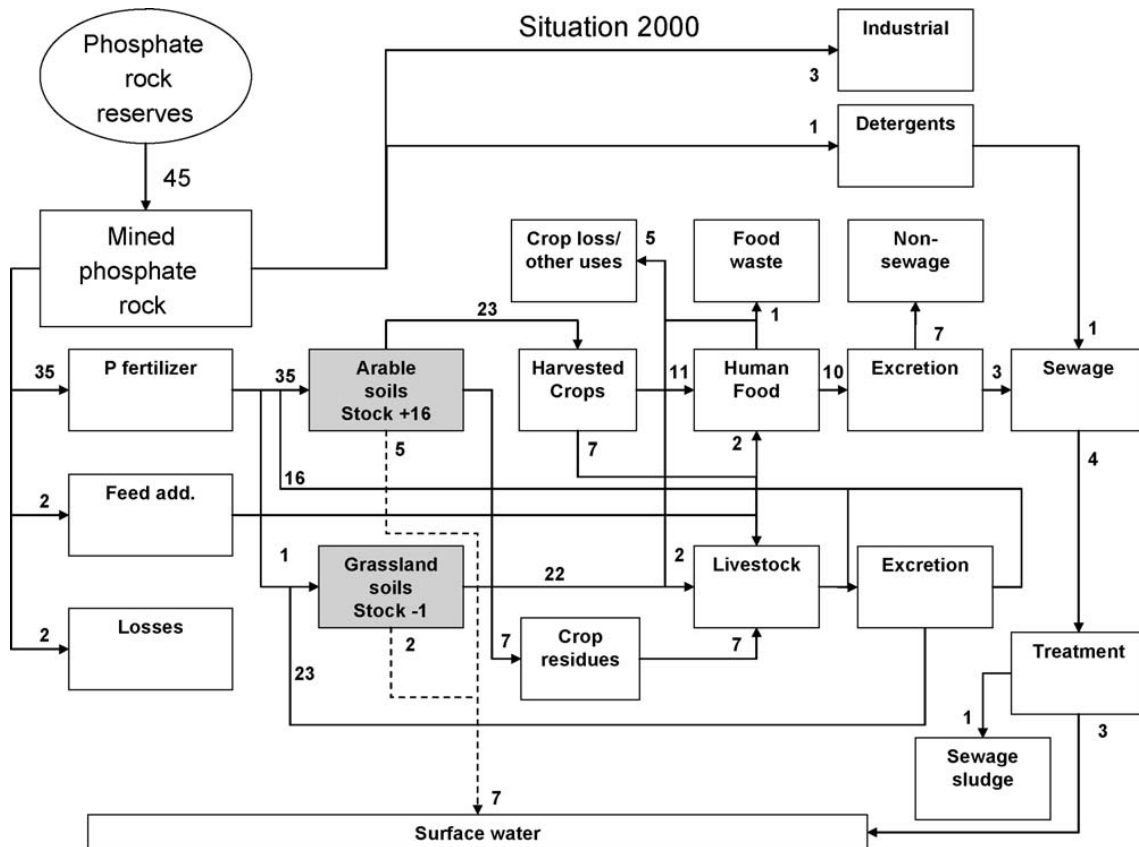 Situation 2000
Phosphate
rock
reserves
Industrial
3
Detergents
1
45
Mined
phosphate
rock
Crop loss/
other uses
5
Food
waste
Non-
sewage
23
1
7
1
35
P fertilizer
35
Arable
soils
Stock +16
Harvested
Crops
11
Human
Food
10
Excretion
3
Sewage
5
7
2
4
16
2
Feed add.
1
Grassland
soils
Stock -1
22
2
Livestock
Excretion
2
Losses
2
7
Crop
residues
7
Treatment
23
1
3
Sewage
sludge
7
Surface water